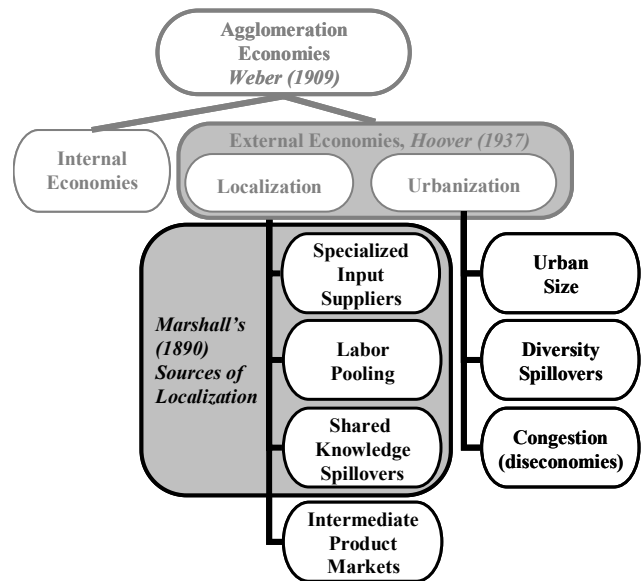 Agglomeration
Economies
Weber (1909)
Internal
Economies
External Economies, Hoover (1937)
Localization
Urbanization
Marshall's
(1890)
Sources of
Localization
Specialized
Input
Suppliers
Labor
Pooling
Shared
Knowledge
Spillovers
Intermediate
Product
Markets
Urban
Size
Diversity
Spillovers
Congestion
(diseconomies)